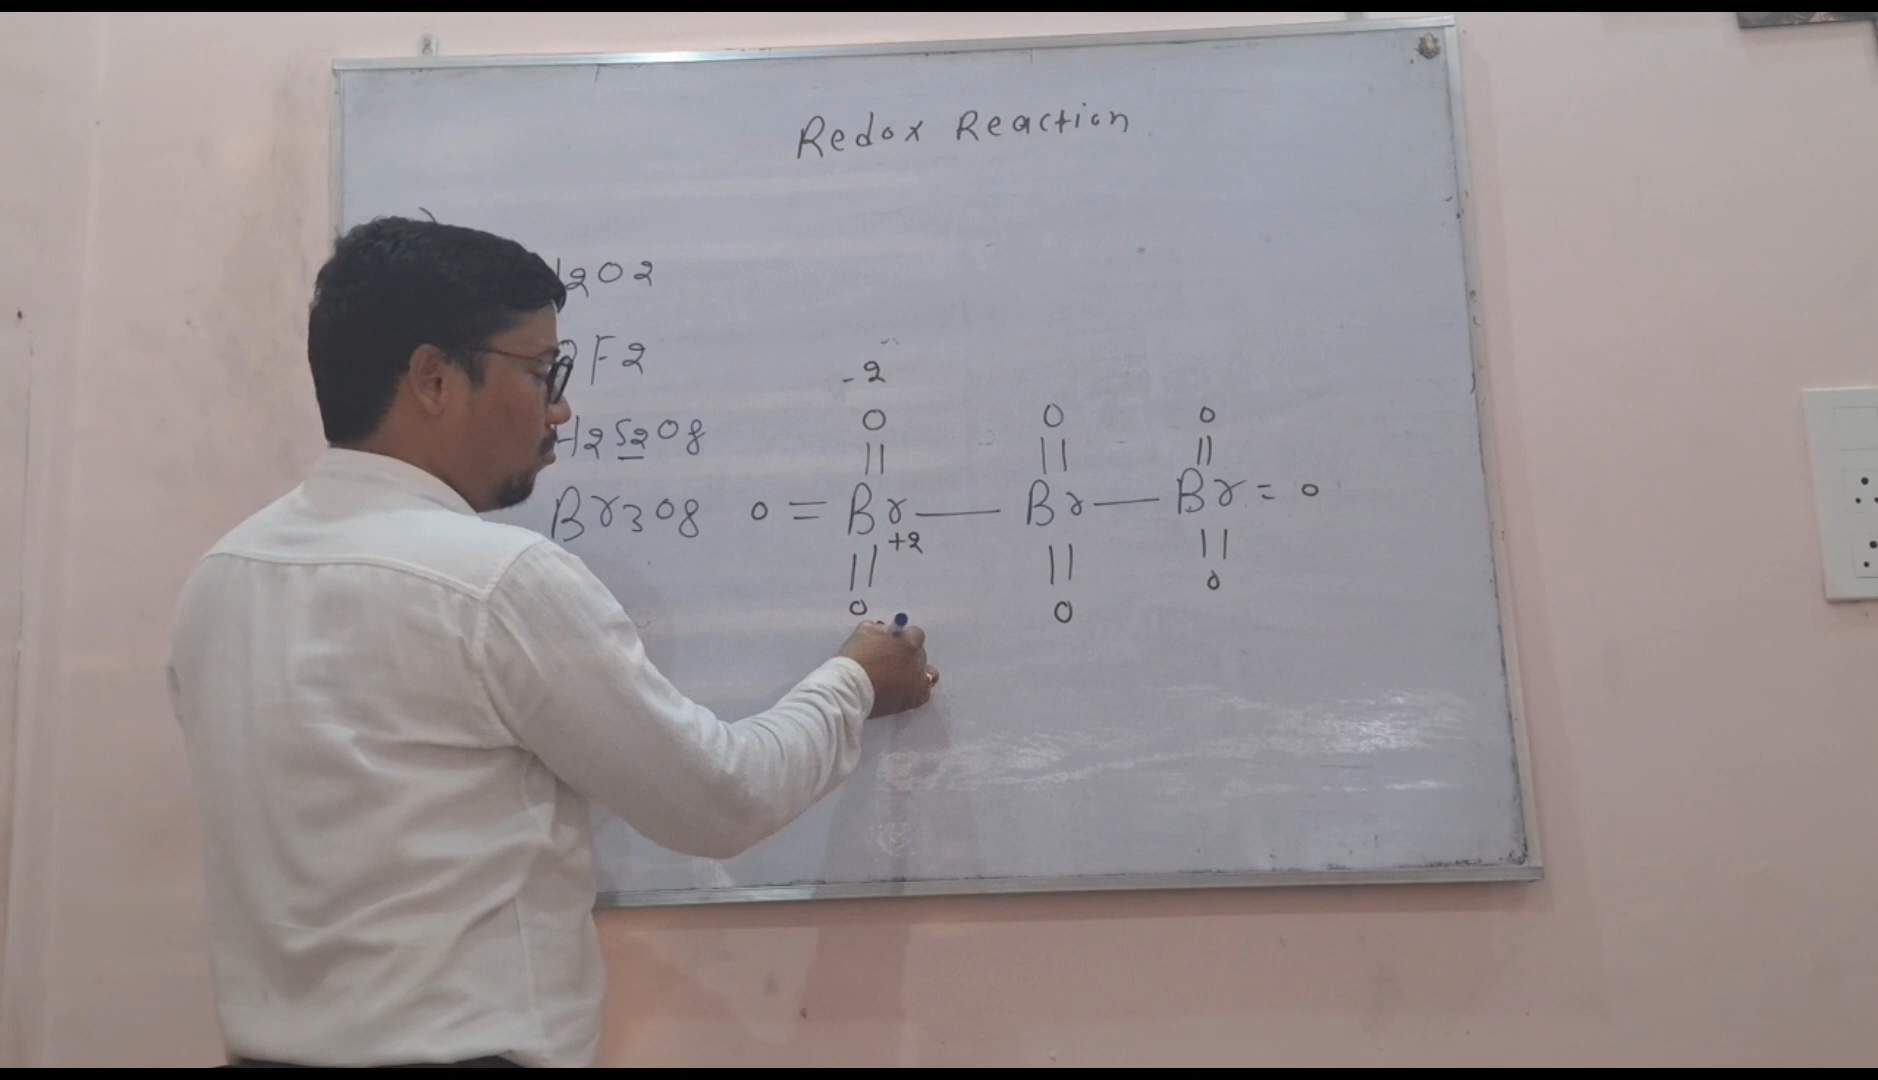 Redox Reaction
H2O2
OF2
H2S2O8
-2
O O O
|| || ||
Br3O8 O = Br — Br — Br = O
+2
|| || ||
O O O